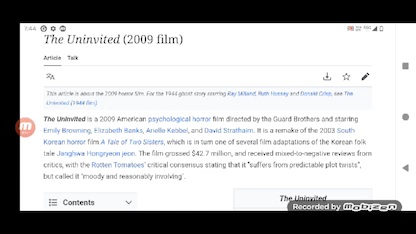 7:44
The Uninvited (2009 film)
Article Talk
This article is about the 2009 horror film. For the 1944 ghost story starring Ray Milland, Ruth Hussey and Donald Crisp, see The
Uninvited (1944 film).
The Uninvited is a 2009 American psychological horror film directed by the Guard Brothers and starring
Emily Browning, Elizabeth Banks, Arielle Kebbel, and David Strathairn. It is a remake of the 2003 South
Korean horror film A Tale of Two Sisters, which is in turn one of several film adaptations of the Korean folk
tale Janghwa Hongryeon jeon. The film grossed $42.7 million, and received mixed-to-negative reviews from
critics, with the Rotten Tomatoes' critical consensus stating that it "suffers from predictable plot twists",
but called it "moody and reasonably involving".
Contents
The Uninvited
Recorded by Mobizen